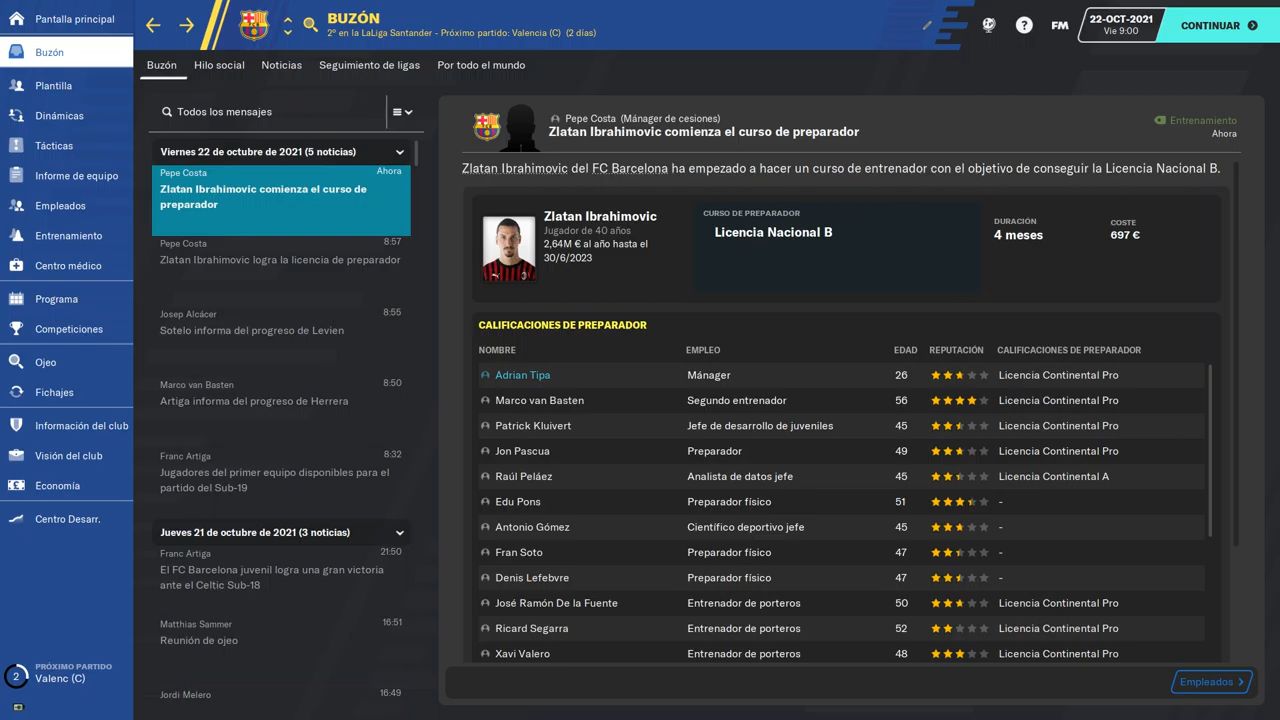 Pantalla principal
Buzón
Plantilla
Dinámicas
Tácticas
Informe de equipo
Empleados
Entrenamiento
Centro médico
Programa
Competiciones
Ojeo
Fichajes
Información del club
Visión del club
Economía
Centro Desarr.
2
PRÓXIMO PARTIDO
Valenc (C)
BUZÓN
2º en la LaLiga Santander - Próximo partido: Valencia (C) (2 días)
?
FM
22-OCT-2021
Vie 9:00
CONTINUAR
Buzón Hilo social Noticias Seguimiento de ligas Por todo el mundo
Todos los mensajes
Viernes 22 de octubre de 2021 (5 noticias)
Pepe Costa Ahora
Zlatan Ibrahimovic comienza el curso de
preparador
Pepe Costa 8:57
Zlatan Ibrahimovic logra la licencia de preparador
Josep Alcácer 8:55
Sotelo informa del progreso de Levien
Marco van Basten 8:50
Artiga informa del progreso de Herrera
Franc Artiga 8:32
Jugadores del primer equipo disponibles para el
partido del Sub-19
Jueves 21 de octubre de 2021 (3 noticias)
Franc Artiga 21:50
El FC Barcelona juvenil logra una gran victoria
ante el Celtic Sub-18
Matthias Sammer 16:51
Reunión de ojeo
Jordi Melero 16:49
Pepe Costa (Mánager de cesiones)
Zlatan Ibrahimovic comienza el curso de preparador
Entrenamiento
Ahora
Zlatan Ibrahimovic del FC Barcelona ha empezado a hacer un curso de entrenador con el objetivo de conseguir la Licencia Nacional B.
Zlatan Ibrahimovic
Jugador de 40 años
2,64M € al año hasta el
30/6/2023
CURSO DE PREPARADOR
Licencia Nacional B
DURACIÓN
4 meses
COSTE
697 €
CALIFICACIONES DE PREPARADOR
NOMBRE EMPLEO EDAD REPUTACIÓN CALIFICACIONES DE PREPARADOR
Adrian Tipa Mánager 26 Licencia Continental Pro
Marco van Basten Segundo entrenador 56 Licencia Continental Pro
Patrick Kluivert Jefe de desarrollo de juveniles 45 Licencia Continental Pro
Jon Pascua Preparador 49 Licencia Continental Pro
Raúl Peláez Analista de datos jefe 45 Licencia Continental A
Edu Pons Preparador físico 51 -
Antonio Gómez Científico deportivo jefe 45 -
Fran Soto Preparador físico 47 -
Denis Lefebvre Preparador físico 47 -
José Ramón De la Fuente Entrenador de porteros 50 Licencia Continental Pro
Ricard Segarra Entrenador de porteros 52 Licencia Continental Pro
Xavi Valero Entrenador de porteros 48 Licencia Continental Pro
Empleados